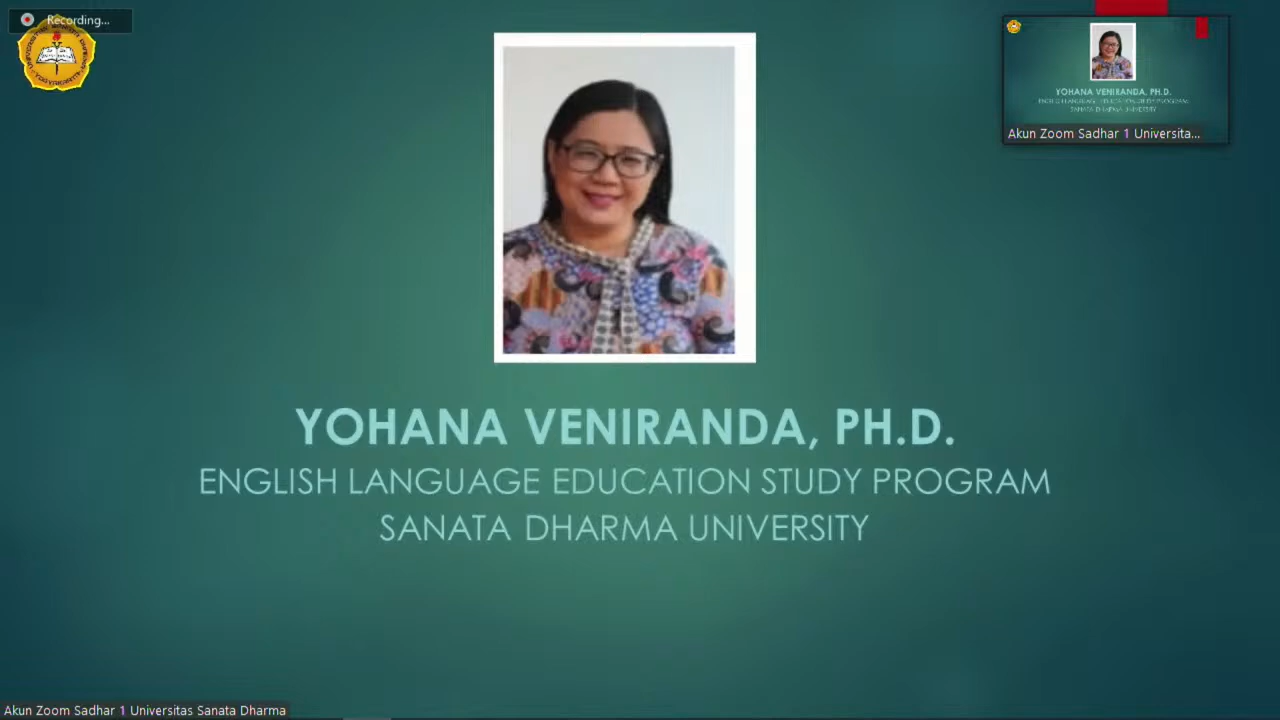 Recording...
YOHANA VENIRANDA, PH.D.
Akun Zoom Sadhar 1 Universita...
YOHANA VENIRANDA, PH.D.
ENGLISH LANGUAGE EDUCATION STUDY PROGRAM
SANATA DHARMA UNIVERSITY
Akun Zoom Sadhar 1 Universitas Sanata Dharma